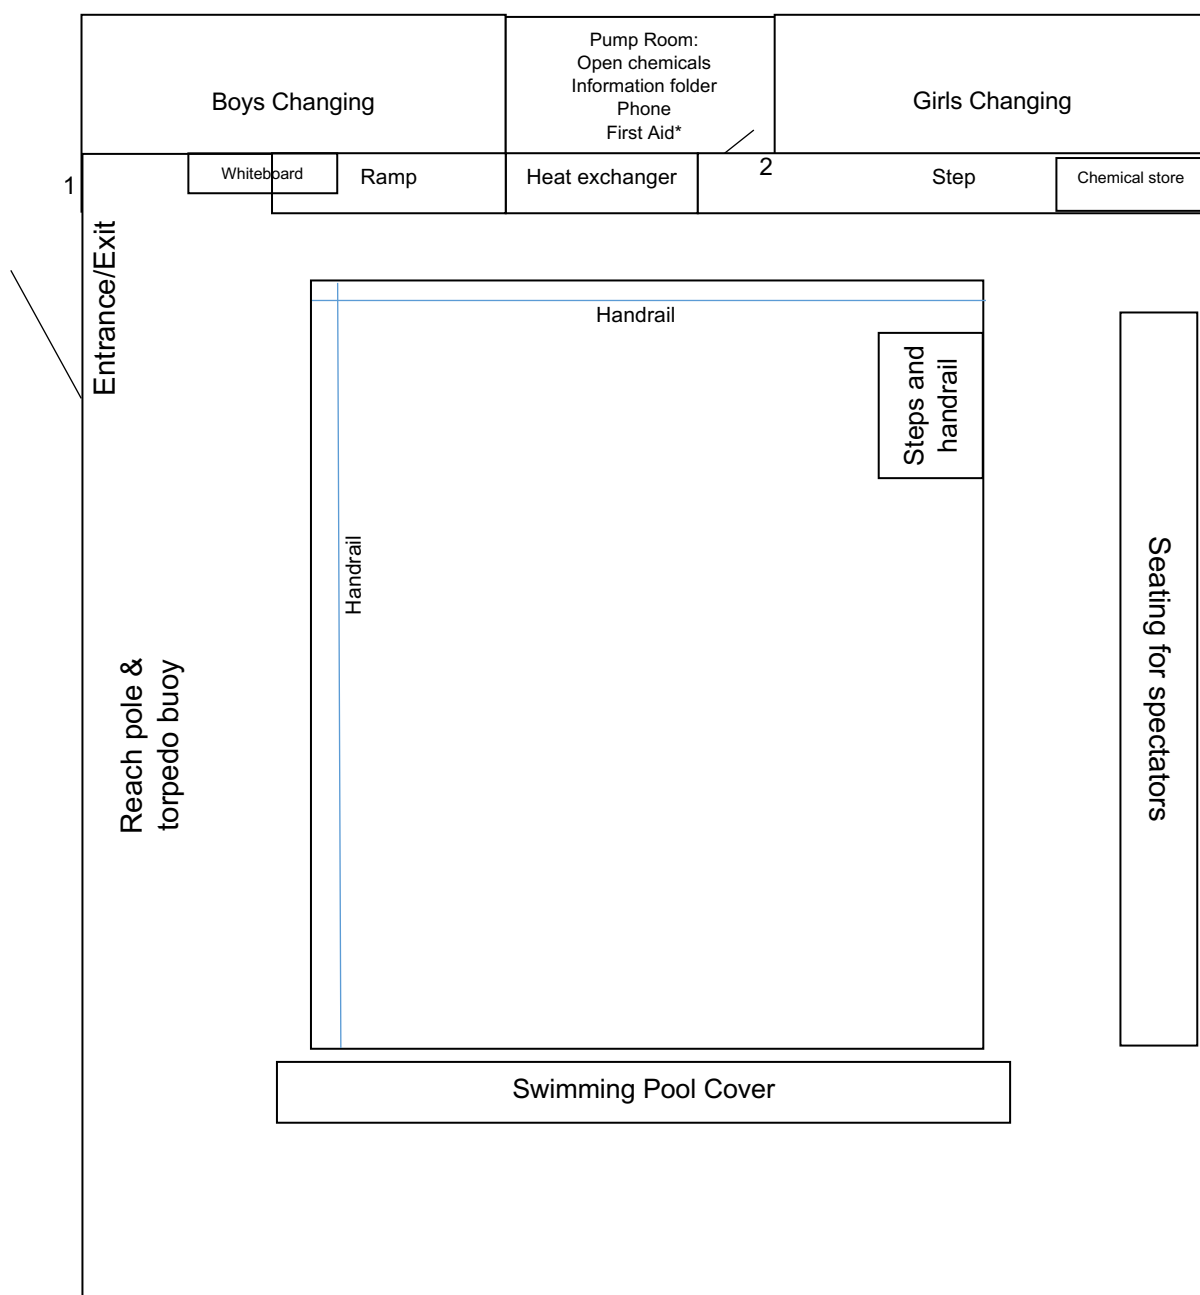 Pump Room:
Open chemicals
Information folder
Phone
First Aid*
Boys Changing
Girls Changing
1
Whiteboard
Ramp
Heat exchanger
2
Step
Chemical store
Entrance/Exit
Handrail
Steps and
handrail
Handrail
Seating for spectators
Reach pole &
torpedo buoy
Swimming Pool Cover